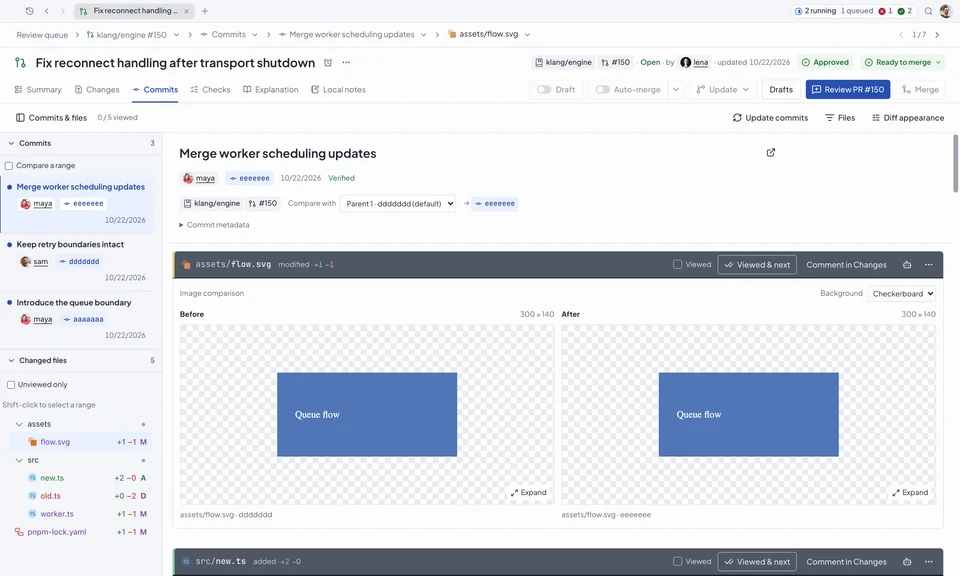 Fix reconnect handling ...
2 running 1 queued 1 2
Review queue klang/engine #150 Commits Merge worker scheduling updates assets/flow.svg 1 / 7
Fix reconnect handling after transport shutdown
klang/engine #150 · Open · by lena · updated 10/22/2026 Approved Ready to merge
Summary Changes Commits Checks Explanation Local notes
Draft Auto-merge Update Drafts Review PR #150 Merge
Commits & files 0 / 5 viewed
Update commits Files Diff appearance
Commits 3
Compare a range
Merge worker scheduling updates
maya eeeeeee
10/22/2026
Keep retry boundaries intact
sam ddddddd
10/22/2026
Introduce the queue boundary
maya aaaaaaa
10/22/2026
Changed files 5
Unviewed only
Shift-click to select a range
assets
flow.svg +1 −1 M
src
TS new.ts +2 −0 A
TS old.ts +0 −2 D
TS worker.ts +1 −1 M
pnpm-lock.yaml +1 −1 M
Merge worker scheduling updates
maya eeeeeee 10/22/2026 Verified
klang/engine #150 Compare with Parent 1 · ddddddd (default) → eeeeeee
Commit metadata
assets/flow.svg modified · +1 −1 Viewed Viewed & next Comment in Changes
Image comparison Background Checkerboard
Before 300 × 140 After 300 × 140
Queue flow Queue flow
Expand Expand
assets/flow.svg · ddddddd assets/flow.svg · eeeeeee
TS src/new.ts added · +2 −0 Viewed Viewed & next Comment in Changes